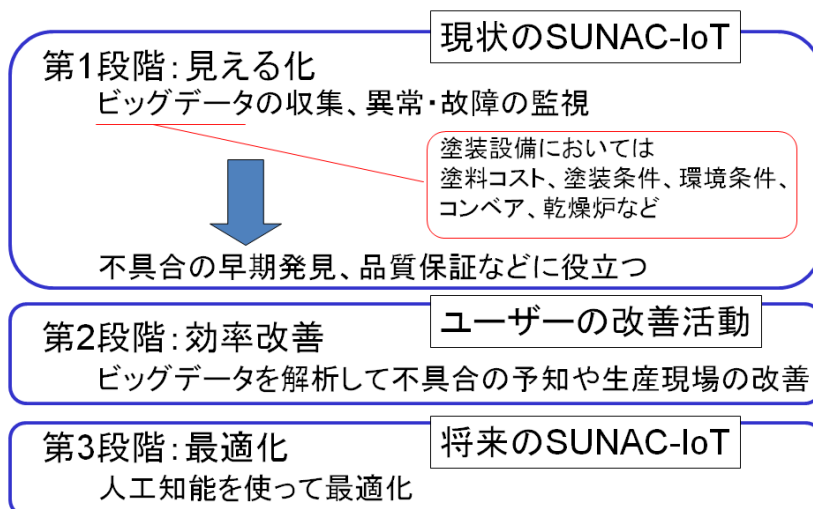 現状のSUNAC-IoT
第1段階：見える化
ビッグデータの収集、異常・故障の監視
塗装設備においては
塗料コスト、塗装条件、環境条件、
コンベア、乾燥炉など
不具合の早期発見、品質保証などに役立つ
ユーザーの改善活動
第2段階：効率改善
ビッグデータを解析して不具合の予知や生産現場の改善
将来のSUNAC-IoT
第3段階：最適化
人工知能を使って最適化